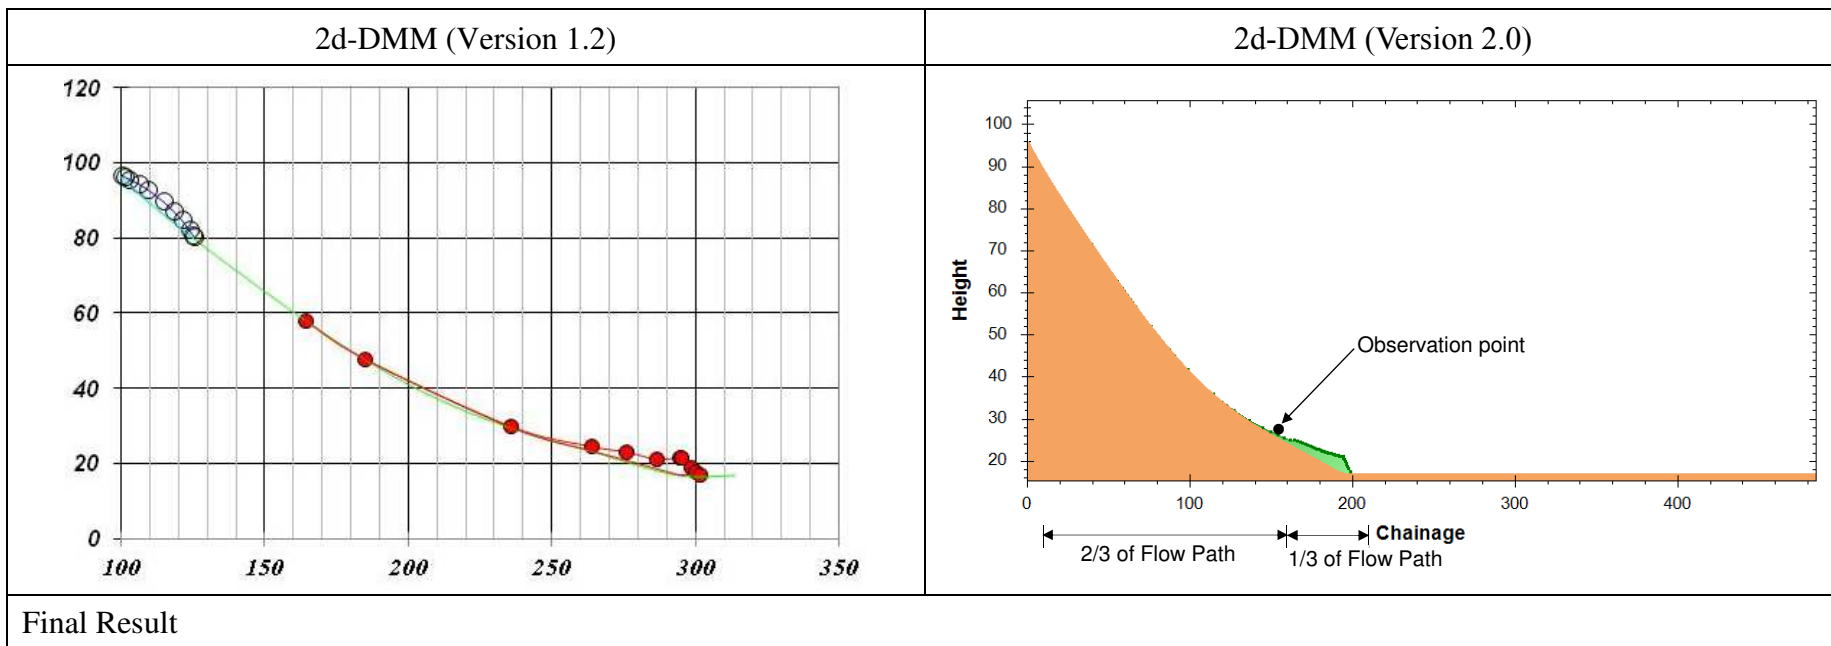 2d-DMM (Version 1.2)
2d-DMM (Version 2.0)
120
100
80
60
40
20
0
100 150 200 250 300 350
100
90
80
70
60
50
40
30
20
Height
Observation point
0 100 200 300 400
Chainage
2/3 of Flow Path
1/3 of Flow Path
Final Result